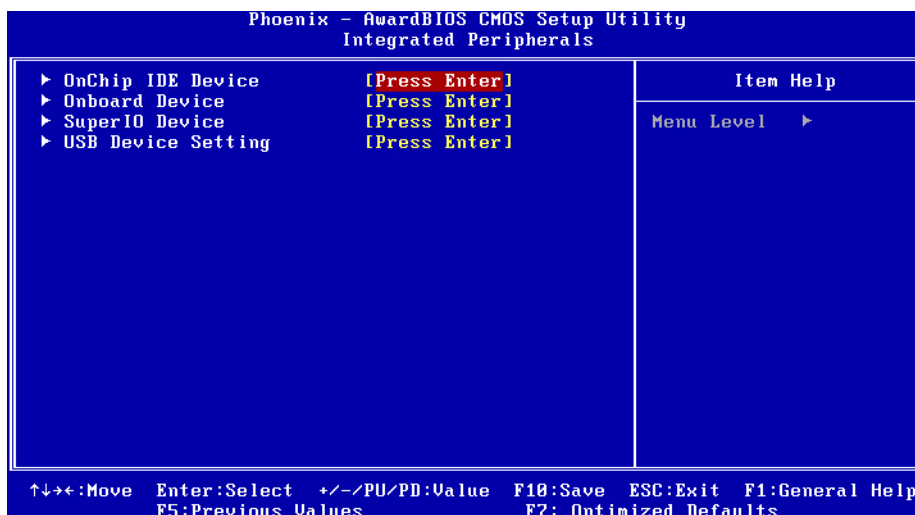 Phoenix - AwardBIOS CMOS Setup Utility
Integrated Peripherals
▶ OnChip IDE Device [Press Enter]
▶ Onboard Device [Press Enter]
▶ SuperIO Device [Press Enter]
▶ USB Device Setting [Press Enter]
Item Help
Menu Level ▶
↑↓→←:Move Enter:Select +/-/PU/PD:Value F10:Save ESC:Exit F1:General Help
F5:Previous Values F7: Optimized Defaults